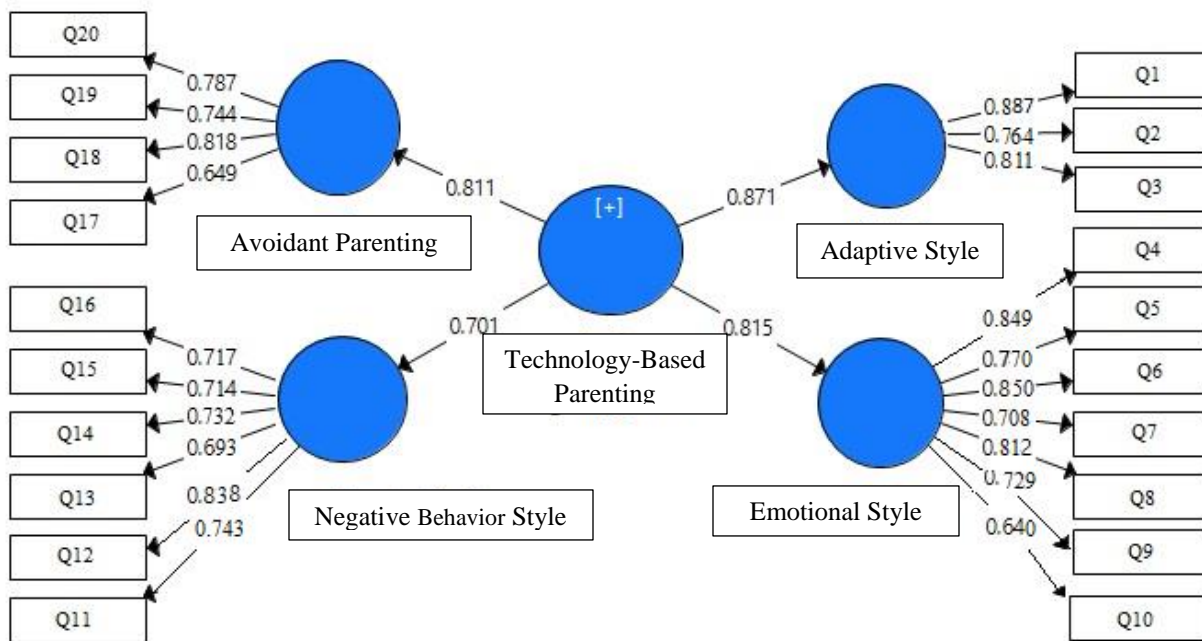 Q20
0.787
Q19
0.744
Q18
0.818
0.649
Q17
Avoidant Parenting
0.811
[+]
0.871
Q1
0.887
Q2
0.764
0.811
Q3
Adaptive Style
Q16
0.717
Q15
0.714
Q14
0.732
0.693
Q13
0.838
Q12
0.743
Q11
Negative Behavior Style
0.701
Technology-Based
Parenting
0.815
Q4
0.849
Q5
0.770
Q6
0.850
0.708
Q7
0.812
Q8
0.729
Q9
0.640
Q10
Emotional Style